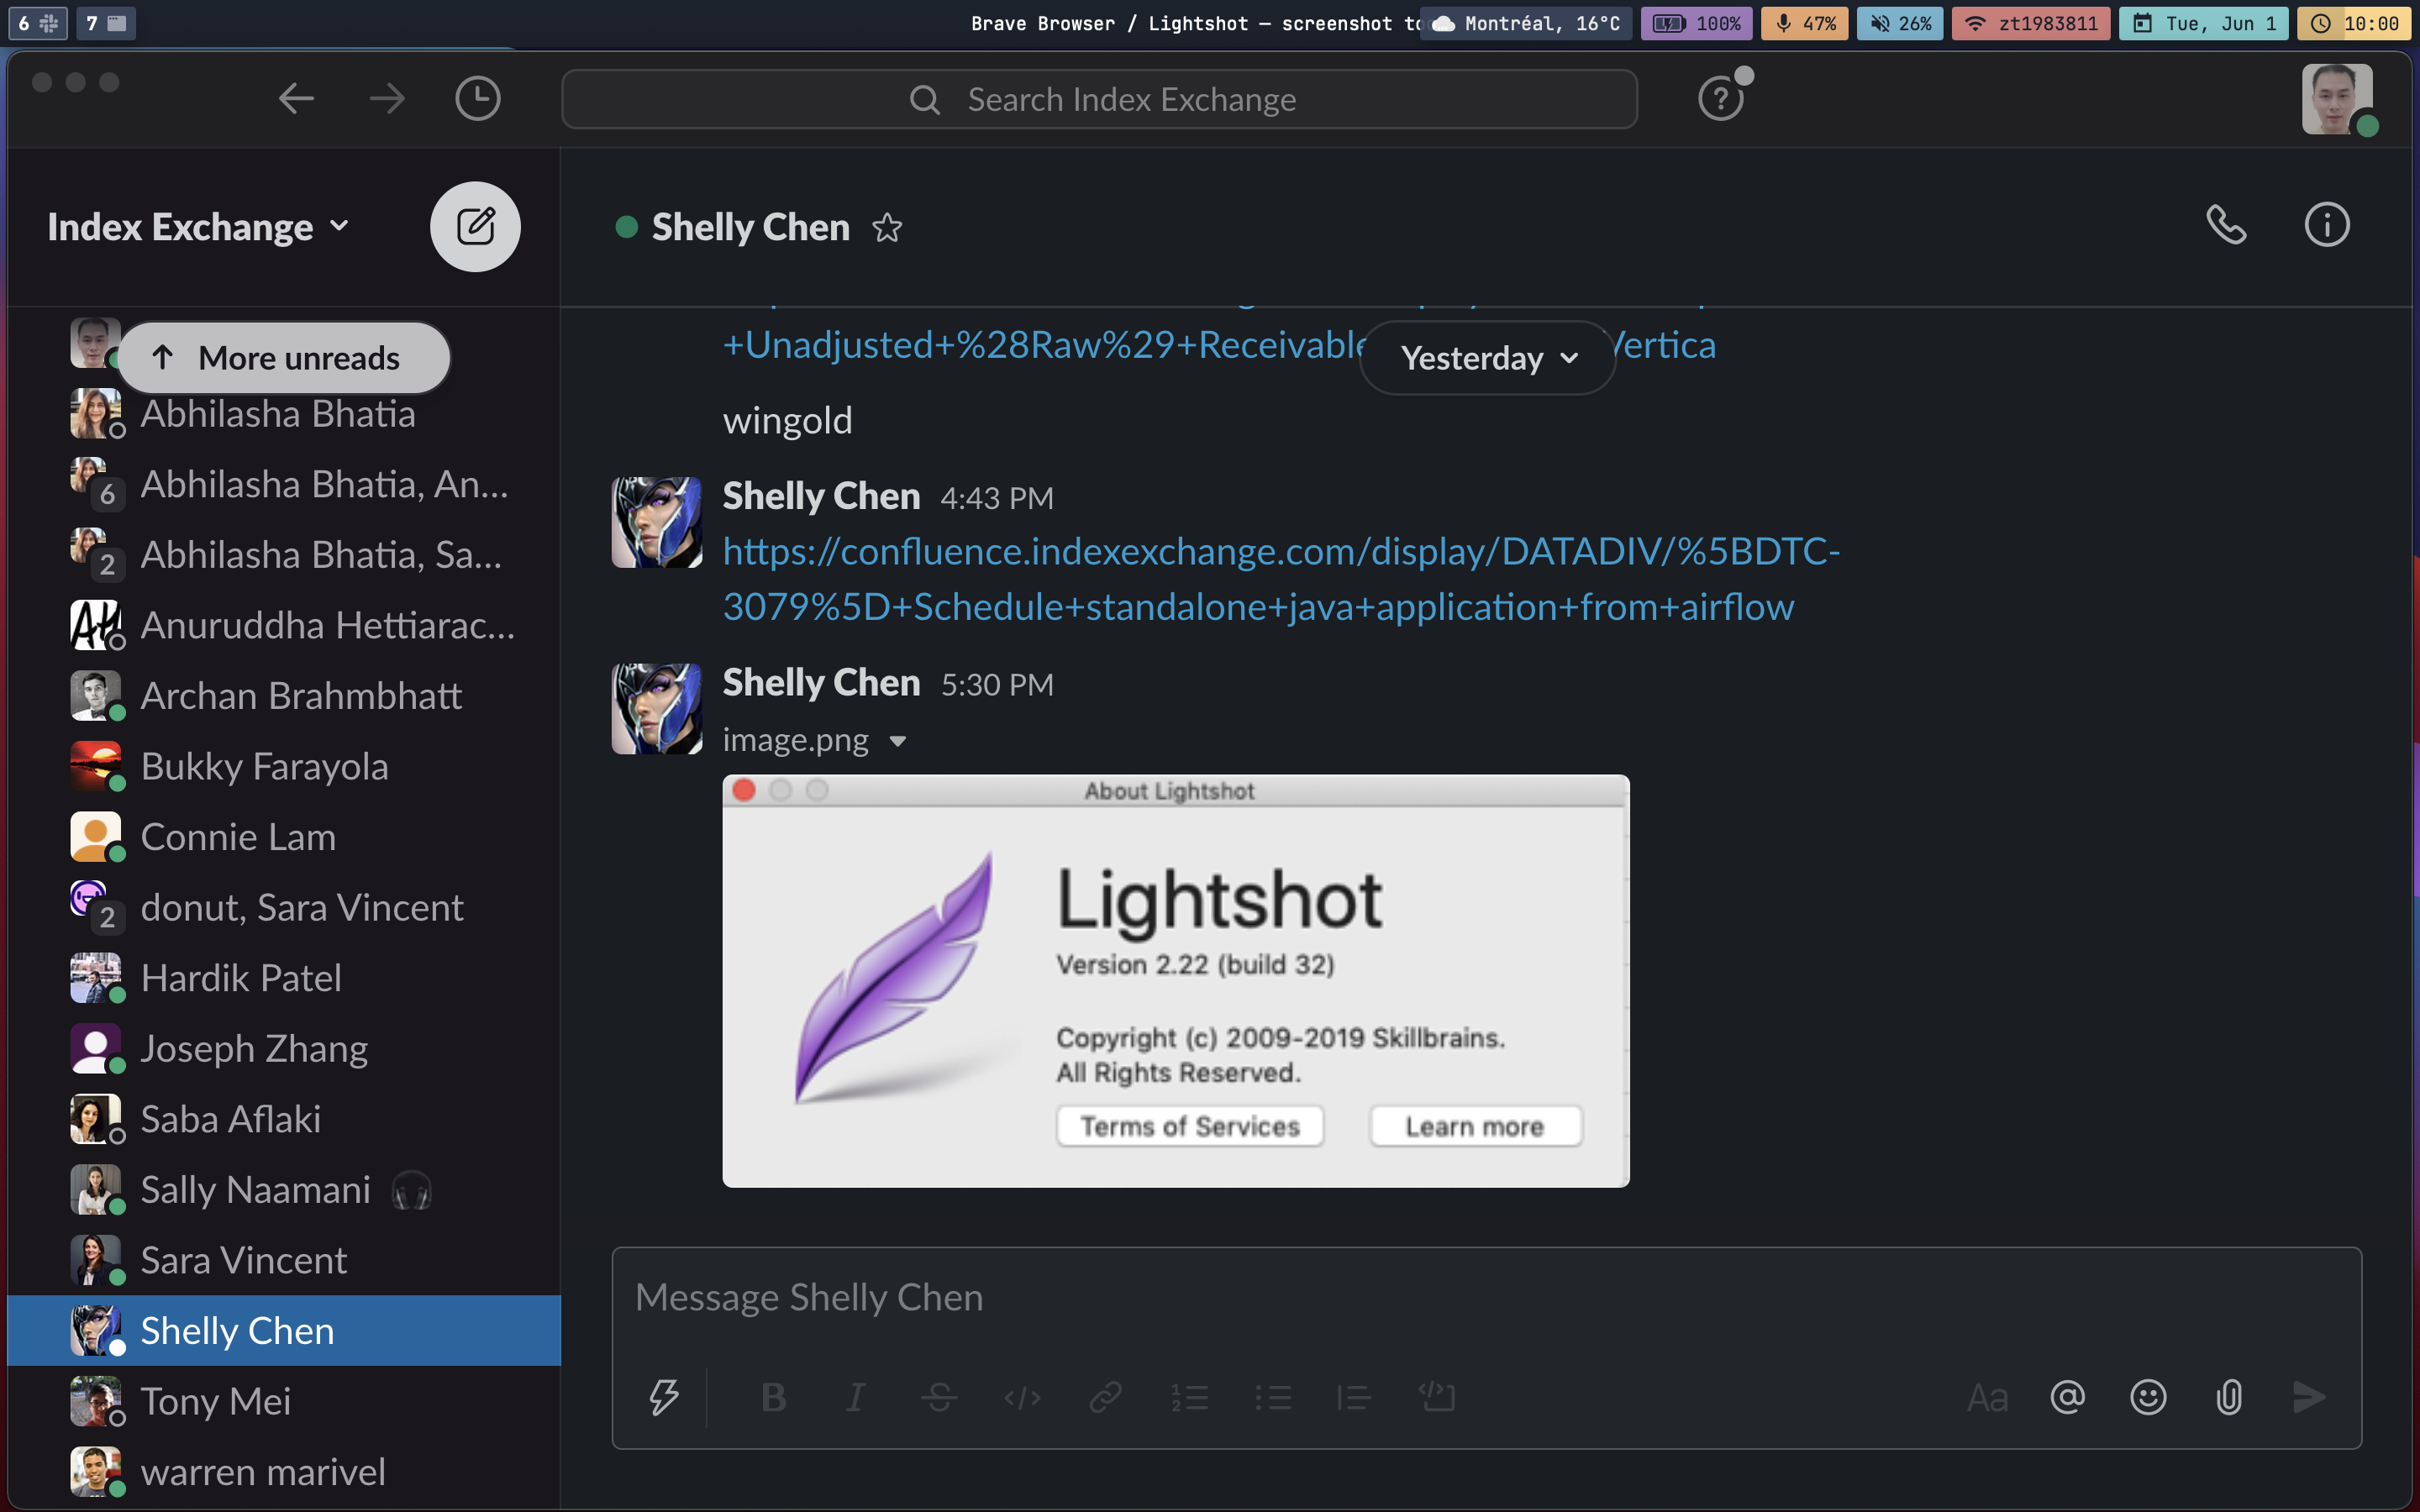 6
7
Brave Browser / Lightshot — screenshot to
Montréal, 16°C
100%
47%
26%
zt1983811
Tue, Jun 1
10:00
Search Index Exchange
Index Exchange
Shelly Chen
More unreads
Abhilasha Bhatia
6 Abhilasha Bhatia, An...
2 Abhilasha Bhatia, Sa...
Anuruddha Hettiarac...
Archan Brahmbhatt
Bukky Farayola
Connie Lam
2 donut, Sara Vincent
Hardik Patel
Joseph Zhang
Saba Aflaki
Sally Naamani
Sara Vincent
Shelly Chen
Tony Mei
warren marivel
+Unadjusted+%28Raw%29+Receivable
Yesterday
Vertica
wingold
Shelly Chen 4:43 PM
https://confluence.indexexchange.com/display/DATADIV/%5BDTC-
3079%5D+Schedule+standalone+java+application+from+airflow
Shelly Chen 5:30 PM
image.png
About Lightshot
Lightshot
Version 2.22 (build 32)
Copyright (c) 2009-2019 Skillbrains.
All Rights Reserved.
Terms of Services
Learn more
Message Shelly Chen
B I S </> Aa @